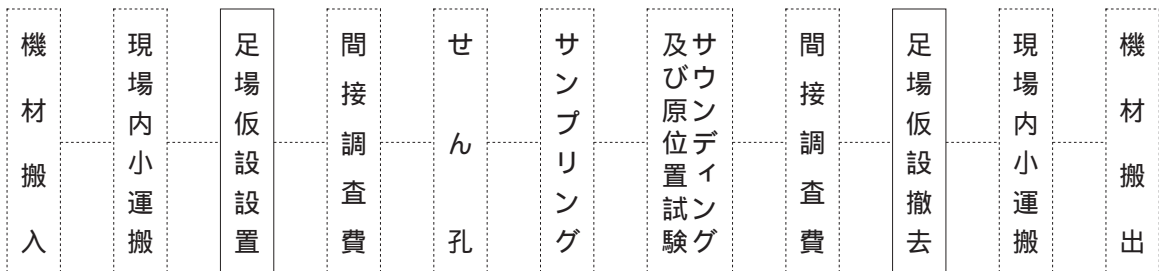 機材搬入
現場内小運搬
足場仮設設置
間接調査費
せん孔
サンプリング
サウンディング
及び原位置試験
間接調査費
足場仮設撤去
現場内小運搬
機材搬出